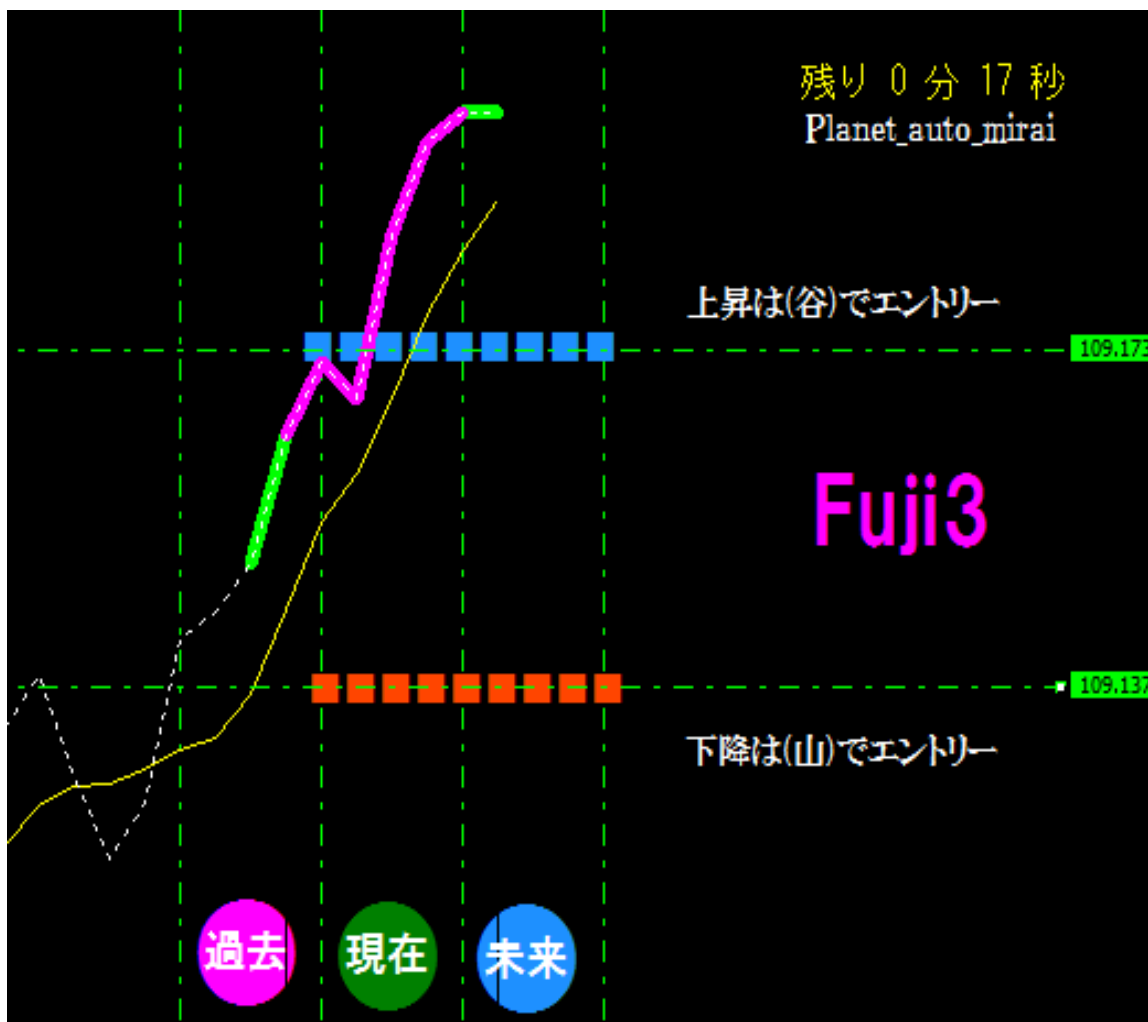 残り 0 分 17 秒
Planet_auto_mirai
上昇は(谷)でエントリー
109.173
Fuji3
109.137
下降は(山)でエントリー
過去 現在 未来